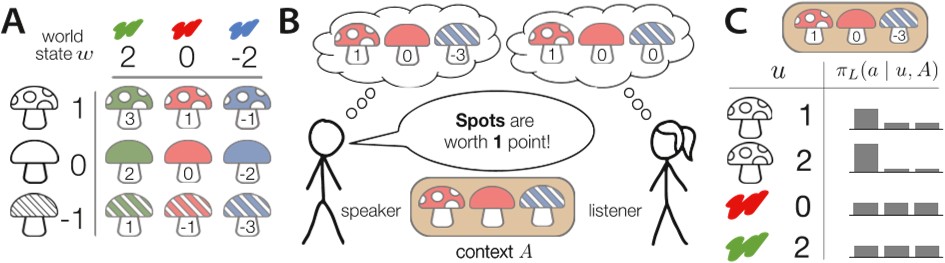 A
world
state w
2 0 -2
1
3 1 -1
0
2 0 -2
-1
1 -1 -3
B
1 0 -3
1 0 0
Spots are
worth 1 point!
speaker
listener
context A
C
1 0 -3
u
π_L(a | u, A)
1
2
0
2